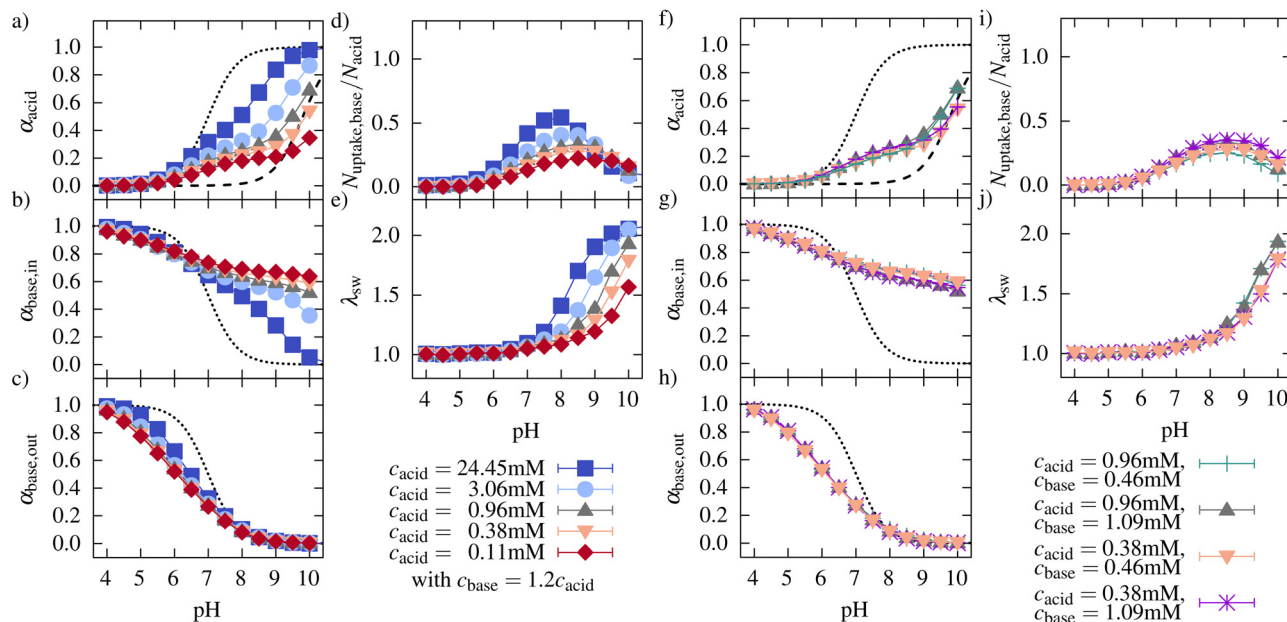 a)
1.0
0.8
0.6
0.4
0.2
0.0
α_acid
b)
1.0
0.8
0.6
0.4
0.2
0.0
α_base,in
c)
1.0
0.8
0.6
0.4
0.2
0.0
α_base,out
4 5 6 7 8 9 10
pH
d)
1.0
0.5
0.0
N_uptake,base/N_acid
e)
2.0
1.5
1.0
λ_sw
4 5 6 7 8 9 10
pH
c_acid = 24.45mM
c_acid = 3.06mM
c_acid = 0.96mM
c_acid = 0.38mM
c_acid = 0.11mM
with c_base = 1.2c_acid
f)
1.0
0.8
0.6
0.4
0.2
0.0
α_acid
g)
1.0
0.8
0.6
0.4
0.2
0.0
α_base,in
h)
1.0
0.8
0.6
0.4
0.2
0.0
α_base,out
4 5 6 7 8 9 10
pH
i)
1.0
0.5
0.0
N_uptake,base/N_acid
j)
2.0
1.5
1.0
λ_sw
4 5 6 7 8 9 10
pH
c_acid = 0.96mM,
c_base = 0.46mM
c_acid = 0.96mM,
c_base = 1.09mM
c_acid = 0.38mM,
c_base = 0.46mM
c_acid = 0.38mM,
c_base = 1.09mM